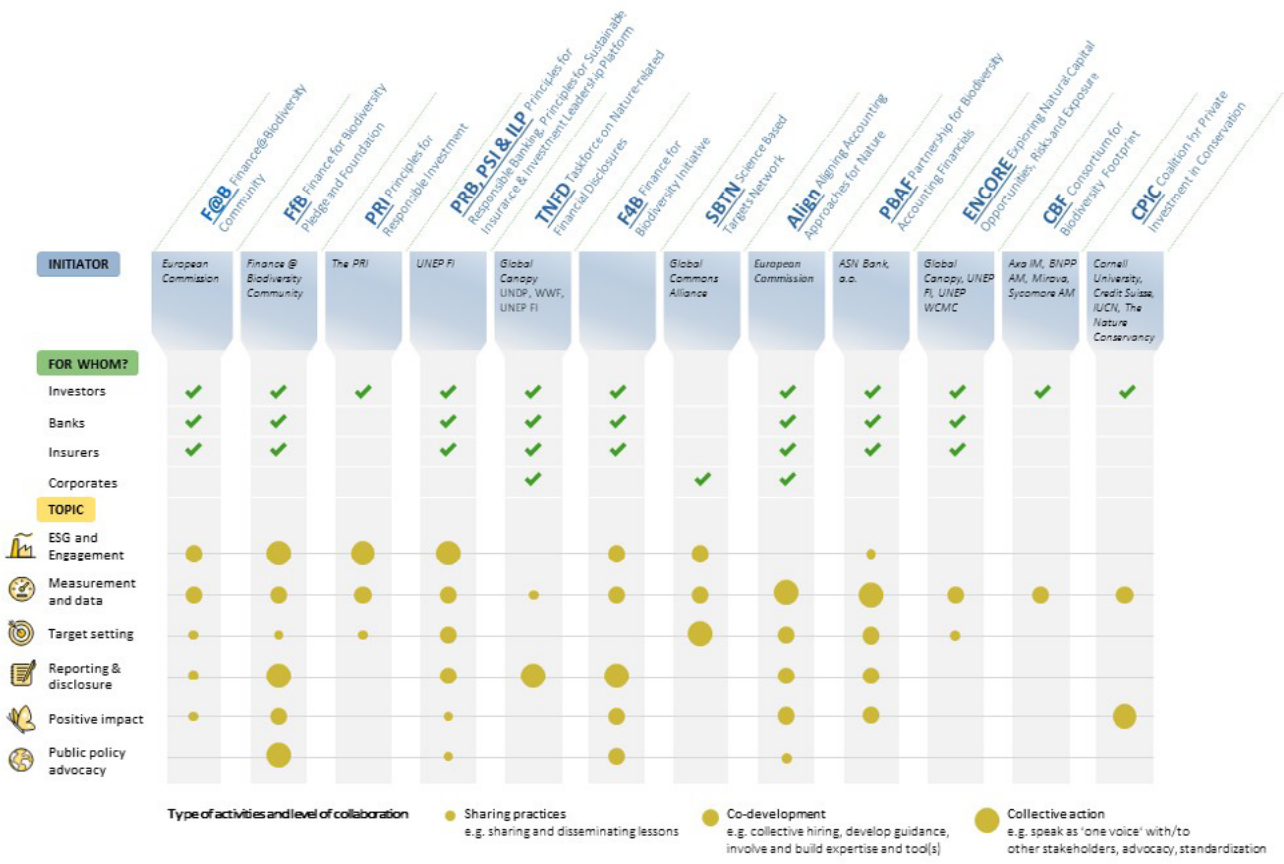 F@B Finance@Biodiversity
Community
FfB Finance for Biodiversity
Pledge and Foundation
PRI Principles for
Responsible Investment
PRB, PSI & ILP Principles for
Responsible Banking, Principles for Sustainable
Insurance & Investment Leadership Platform
TNFD Taskforce on Nature-related
Financial Disclosures
F4B Finance for
Biodiversity Initiative
SBTN Science Based
Targets Network
Align Aligning Accounting
Approaches for Nature
PBAF Partnership for Biodiversity
Accounting Financials
ENCORE Exploring Natural Capital
Opportunities, Risks and Exposure
CBF Consortium for
Biodiversity Footprint
CPIC Coalition for Private
Investment in Conservation
INITIATOR
European
Commission
Finance @
Biodiversity
Community
The PRI
UNEP FI
Global
Canopy
UNDP, WWF,
UNEP FI
Global
Commons
Alliance
European
Commission
ASN Bank,
a.o.
Global
Canopy, UNEP
FI, UNEP
WCMC
Axa IM, BNPP
AM, Mirova,
Sycomore AM
Cornell
University,
Credit Suisse,
IUCN, The
Nature
Conservancy
FOR WHOM?
Investors
Banks
Insurers
Corporates
TOPIC
ESG and
Engagement
Measurement
and data
Target setting
Reporting &
disclosure
Positive impact
Public policy
advocacy
Type of activities and level of collaboration
Sharing practices
e.g. sharing and disseminating lessons
Co-development
e.g. collective hiring, develop guidance,
involve and build expertise and tool(s)
Collective action
e.g. speak as 'one voice' with/to
other stakeholders, advocacy, standardization